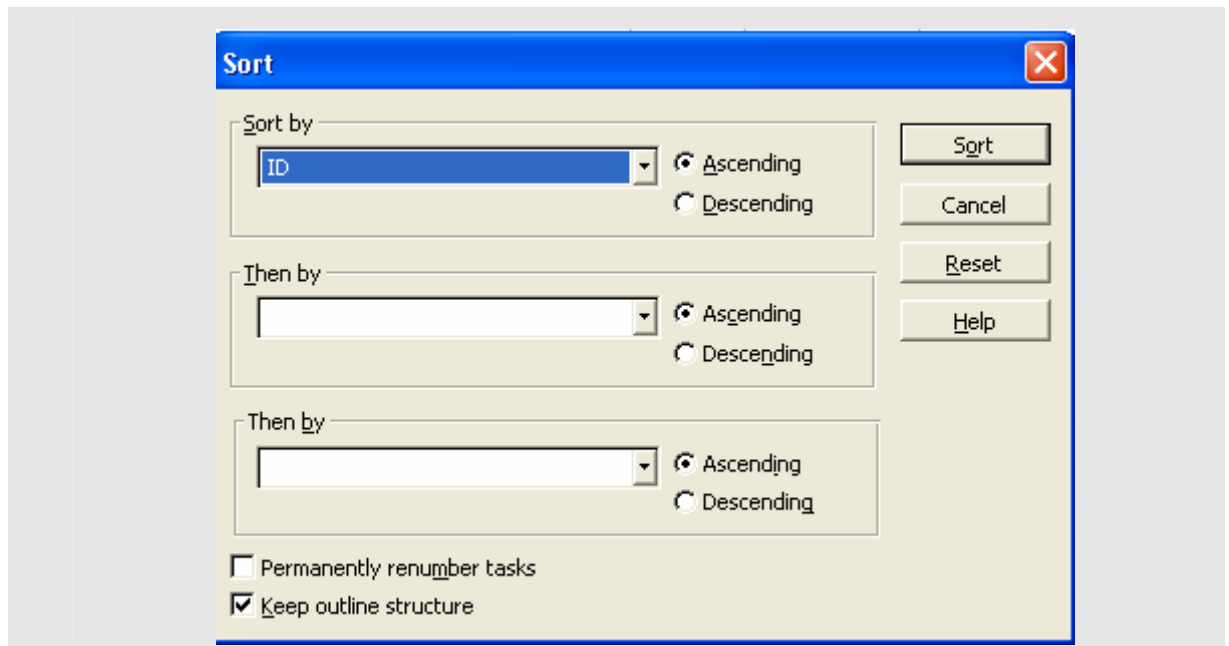 Sort
Sort by
ID
Ascending
Descending
Then by
Ascending
Descending
Then by
Ascending
Descending
Permanently renumber tasks
Keep outline structure
Sort
Cancel
Reset
Help